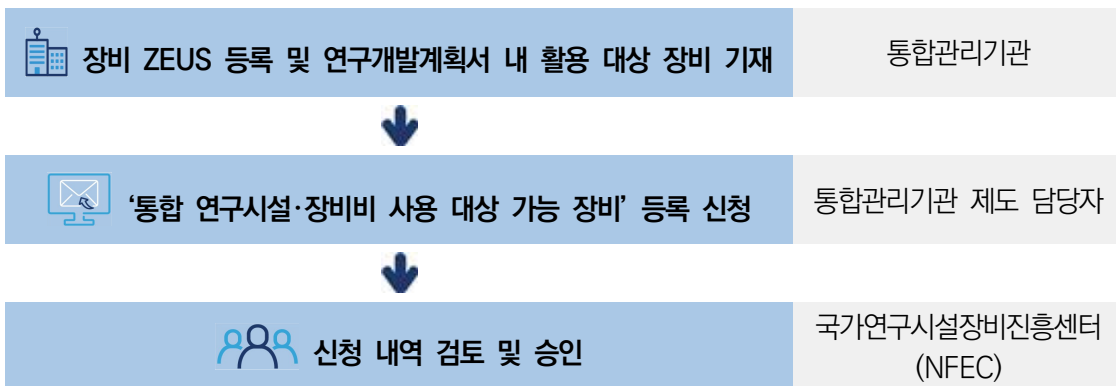 장비 ZEUS 등록 및 연구개발계획서 내 활용 대상 장비 기재
통합관리기관
‘통합 연구시설·장비비 사용 대상 가능 장비’ 등록 신청
통합관리기관 제도 담당자
신청 내역 검토 및 승인
국가연구시설장비진흥센터
(NFEC)